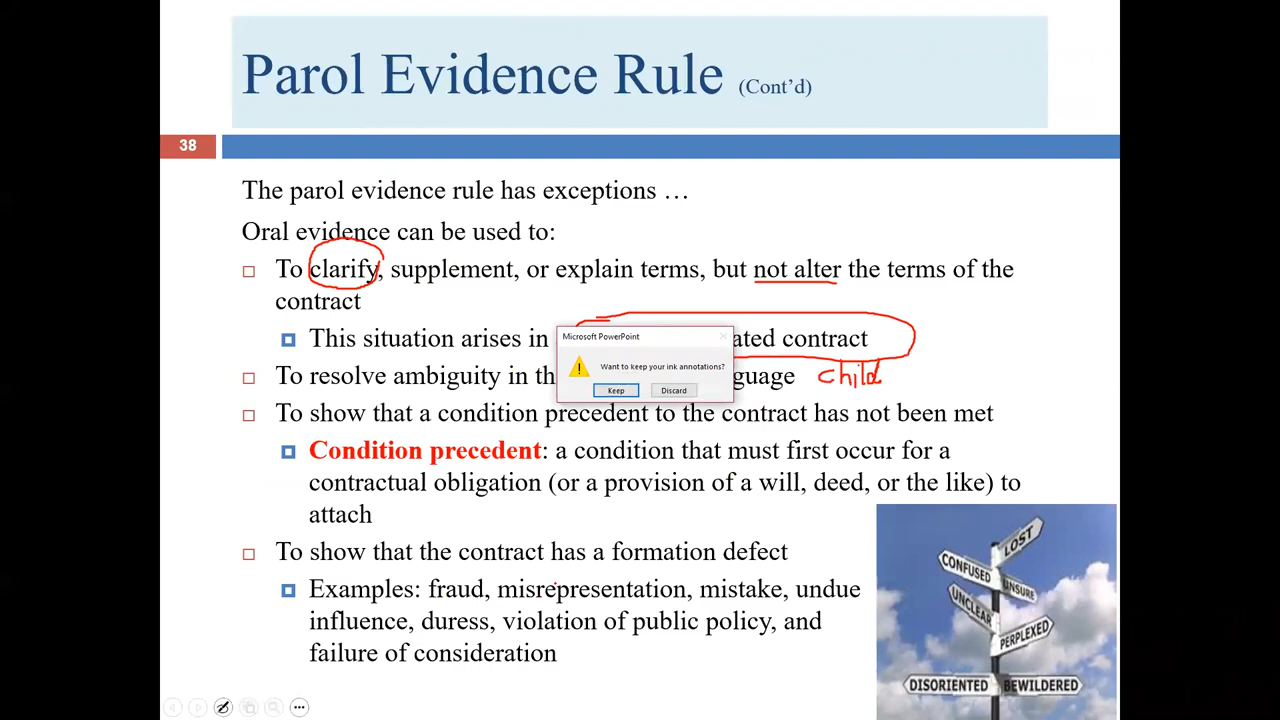 Parol Evidence Rule (Cont'd)
38
The parol evidence rule has exceptions …
Oral evidence can be used to:
To clarify, supplement, or explain terms, but not alter the terms of the
contract
This situation arises in ated contract
Microsoft PowerPoint
Want to keep your ink annotations?
Keep Discard
To resolve ambiguity in th guage child
To show that a condition precedent to the contract has not been met
Condition precedent: a condition that must first occur for a
contractual obligation (or a provision of a will, deed, or the like) to
attach
To show that the contract has a formation defect
Examples: fraud, misrepresentation, mistake, undue
influence, duress, violation of public policy, and
failure of consideration
LOST
CONFUSED
UNSURE
UNCLEAR
PERPLEXED
DISORIENTED
BEWILDERED